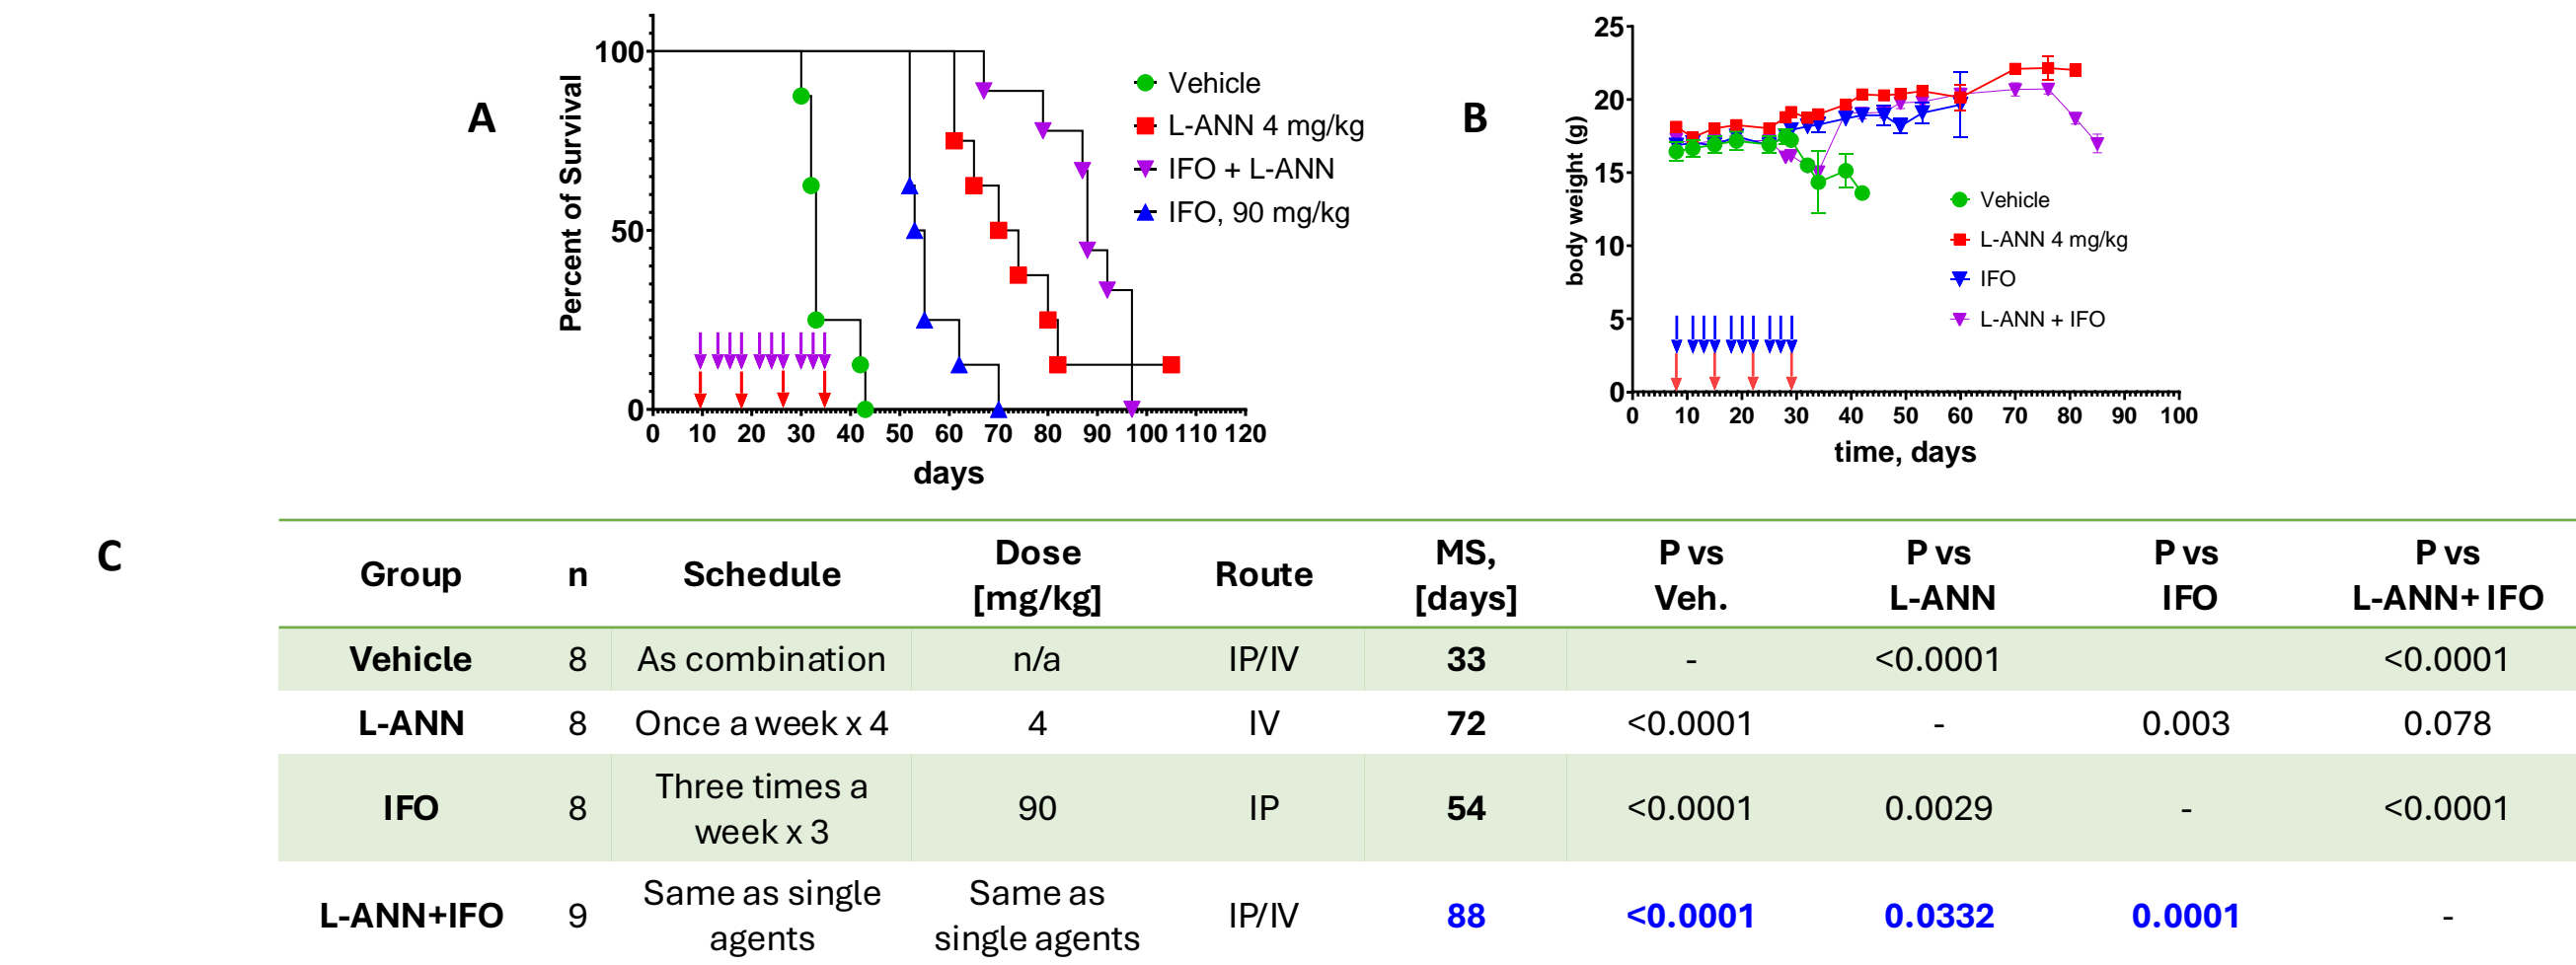 A
Percent of Survival
100
50
0
0 10 20 30 40 50 60 70 80 90 100 110 120
days
Vehicle
L-ANN 4 mg/kg
IFO + L-ANN
IFO, 90 mg/kg
B
body weight (g)
25
20
15
10
5
0
0 10 20 30 40 50 60 70 80 90 100
time, days
Vehicle
L-ANN 4 mg/kg
IFO
L-ANN + IFO
C
Group n Schedule Dose [mg/kg] Route MS, [days] P vs Veh. P vs L-ANN P vs IFO P vs L-ANN+ IFO
Vehicle 8 As combination n/a IP/IV 33 - <0.0001 <0.0001
L-ANN 8 Once a week x 4 4 IV 72 <0.0001 - 0.003 0.078
IFO 8 Three times a week x 3 90 IP 54 <0.0001 0.0029 - <0.0001
L-ANN+IFO 9 Same as single agents Same as single agents IP/IV 88 <0.0001 0.0332 0.0001 -